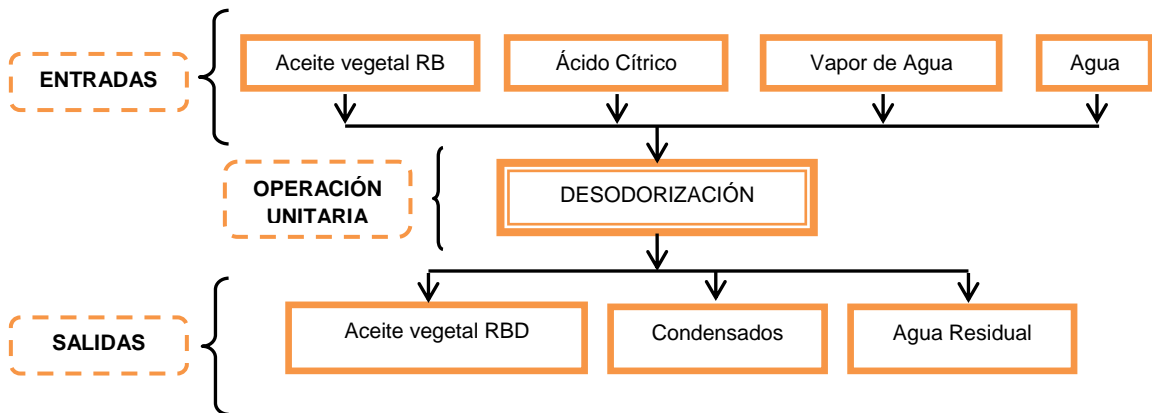 ENTRADAS
Aceite vegetal RB
Ácido Cítrico
Vapor de Agua
Agua
OPERACIÓN
UNITARIA
DESODORIZACIÓN
SALIDAS
Aceite vegetal RBD
Condensados
Agua Residual